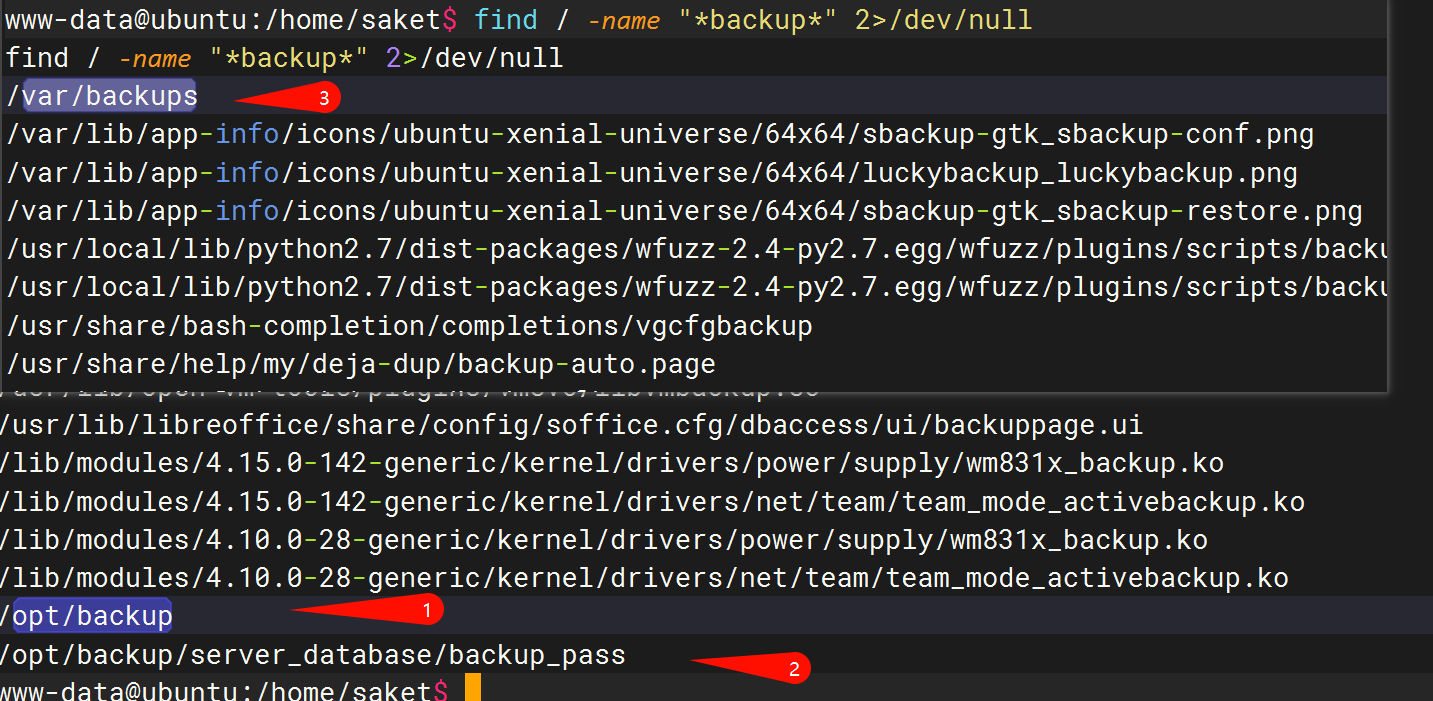 www-data@ubuntu:/home/saket$ find / -name "*backup*" 2>/dev/null
find / -name "*backup*" 2>/dev/null
/var/backups
3
/var/lib/app-info/icons/ubuntu-xenial-universe/64x64/sbackup-gtk_sbackup-conf.png
/var/lib/app-info/icons/ubuntu-xenial-universe/64x64/luckybackup_luckybackup.png
/var/lib/app-info/icons/ubuntu-xenial-universe/64x64/sbackup-gtk_sbackup-restore.png
/usr/local/lib/python2.7/dist-packages/wfuzz-2.4-py2.7.egg/wfuzz/plugins/scripts/backu
/usr/local/lib/python2.7/dist-packages/wfuzz-2.4-py2.7.egg/wfuzz/plugins/scripts/backu
/usr/share/bash-completion/completions/vgcfgbackup
/usr/share/help/my/deja-dup/backup-auto.page
/usr/lib/libreoffice/share/config/soffice.cfg/dbaccess/ui/backuppage.ui
/lib/modules/4.15.0-142-generic/kernel/drivers/power/supply/wm831x_backup.ko
/lib/modules/4.15.0-142-generic/kernel/drivers/net/team/team_mode_activebackup.ko
/lib/modules/4.10.0-28-generic/kernel/drivers/power/supply/wm831x_backup.ko
/lib/modules/4.10.0-28-generic/kernel/drivers/net/team/team_mode_activebackup.ko
/opt/backup
1
/opt/backup/server_database/backup_pass
2
www-data@ubuntu:/home/saket$